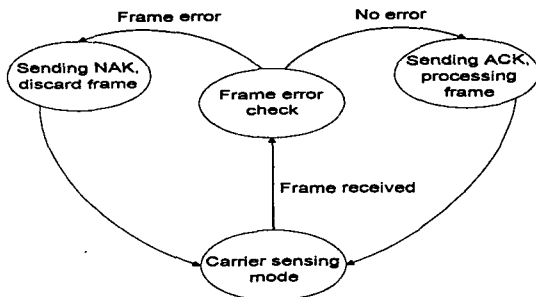 Frame error
No error
Sending NAK,
discard frame
Frame error
check
Sending ACK,
processing
frame
Frame received
Carrier sensing
mode